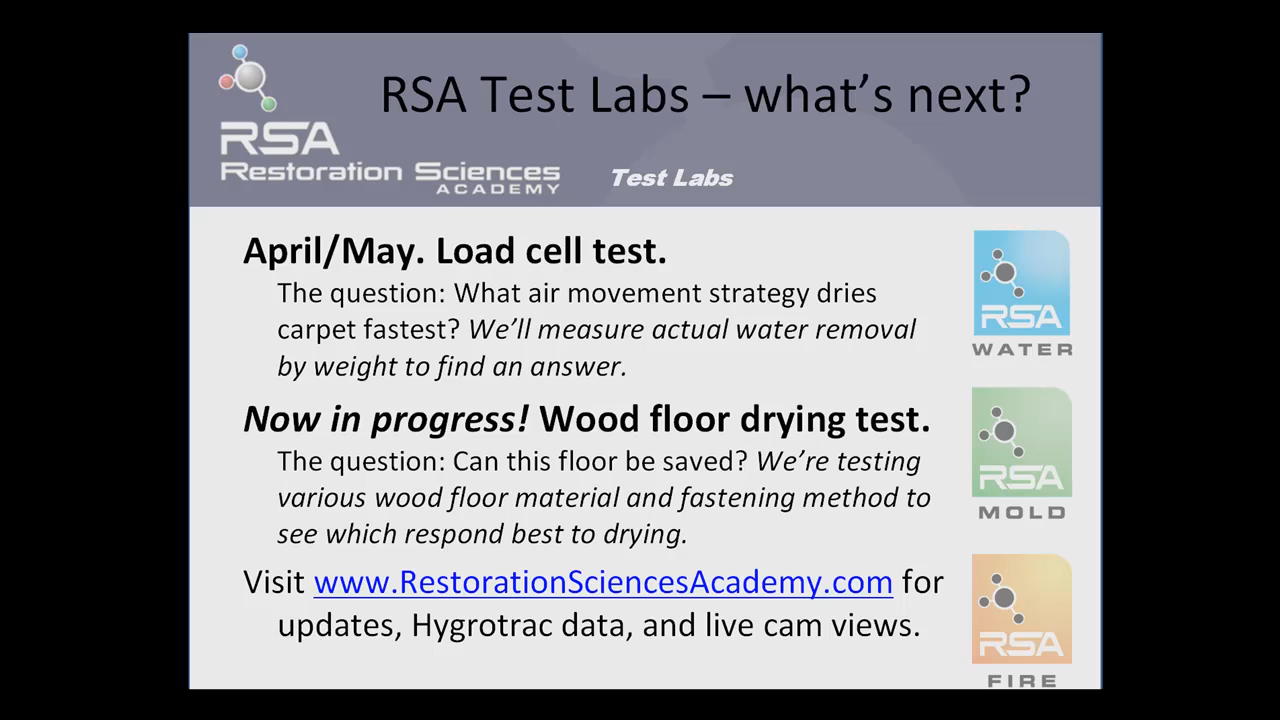 RSA Test Labs – what's next?
RSA
Restoration Sciences
ACADEMY
Test Labs
April/May. Load cell test.
The question: What air movement strategy dries
carpet fastest? We'll measure actual water removal
by weight to find an answer.
Now in progress! Wood floor drying test.
The question: Can this floor be saved? We're testing
various wood floor material and fastening method to
see which respond best to drying.
Visit www.RestorationSciencesAcademy.com for
updates, Hygrotrac data, and live cam views.
RSA
WATER
RSA
MOLD
RSA
FIRE